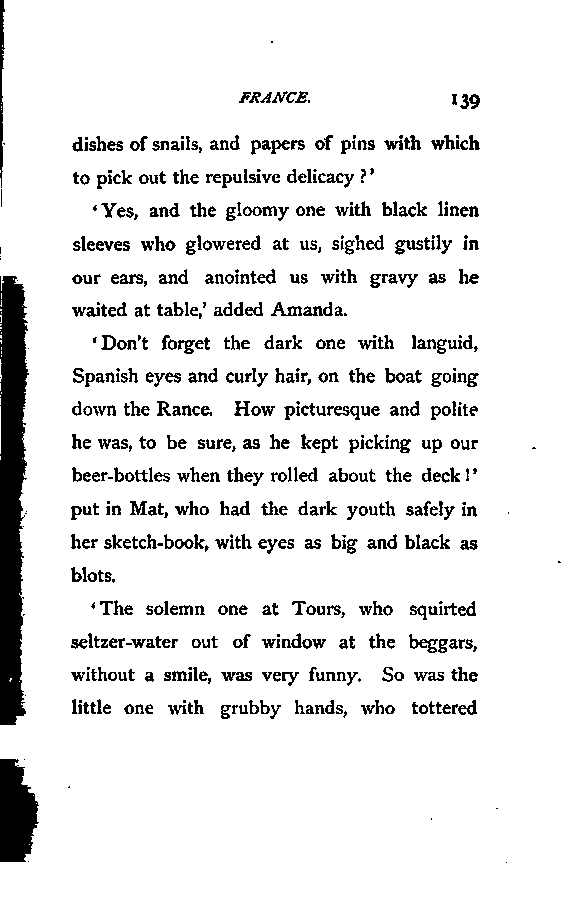 FRANCE. 139
dishes of snails, and papers of pins with which
to pick out the repulsive delicacy ?'
'Yes, and the gloomy one with black linen
sleeves who glowered at us, sighed gustily in
our ears, and anointed us with gravy as he
waited at table,' added Amanda.
'Don't forget the dark one with languid,
Spanish eyes and curly hair, on the boat going
down the Rance. How picturesque and polite
he was, to be sure, as he kept picking up our
beer-bottles when they rolled about the deck!'
put in Mat, who had the dark youth safely in
her sketch-book, with eyes as big and black as
blots.
'The solemn one at Tours, who squirted
seltzer-water out of window at the beggars,
without a smile, was very funny. So was the
little one with grubby hands, who tottered